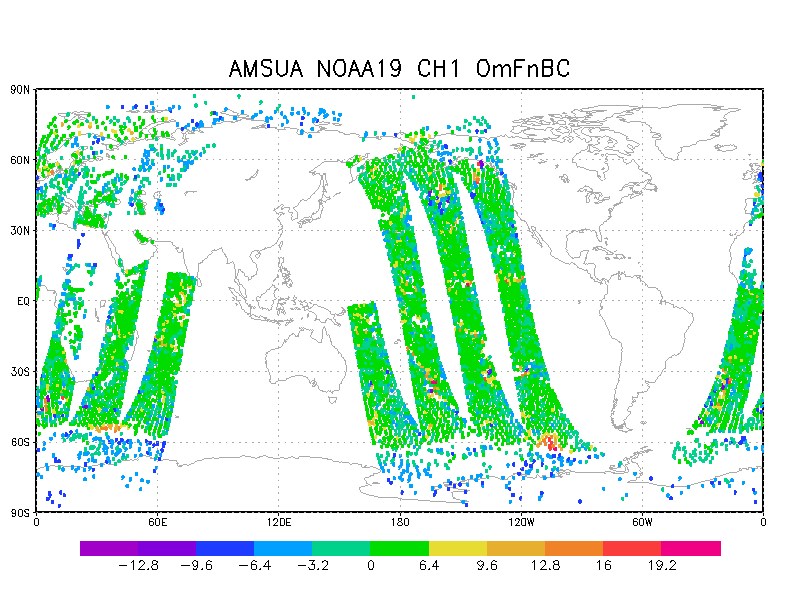 AMSUA NOAA19 CH1 OmFnBC
90N
60N
30N
EQ
30S
60S
90S
0 60E 120E 180 120W 60W 0
−12.8 −9.6 −6.4 −3.2 0 6.4 9.6 12.8 16 19.2